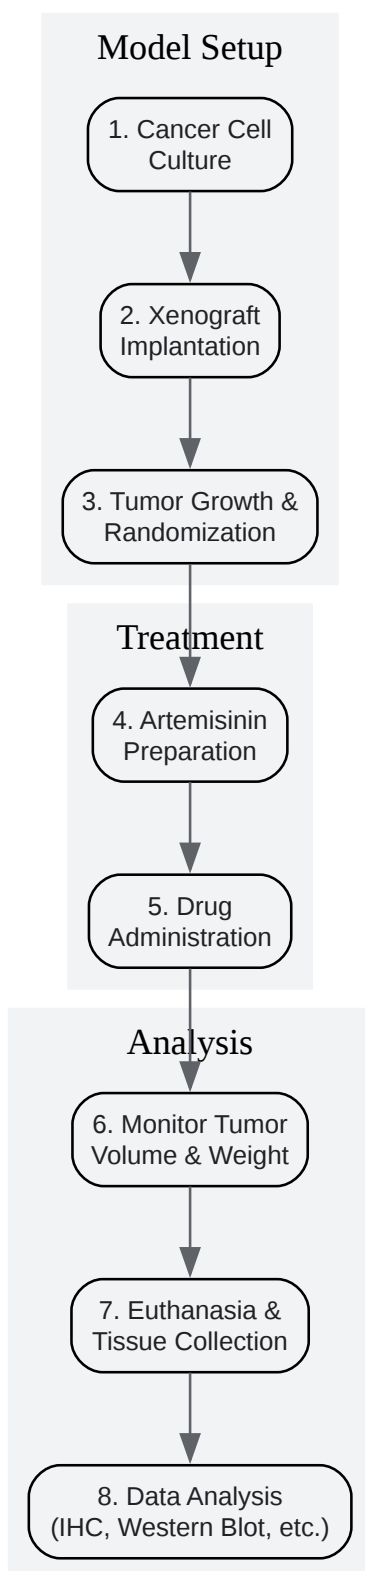 Model Setup
1. Cancer Cell
Culture
2. Xenograft
Implantation
3. Tumor Growth &
Randomization
Treatment
4. Artemisinin
Preparation
5. Drug
Administration
Analysis
6. Monitor Tumor
Volume & Weight
7. Euthanasia &
Tissue Collection
8. Data Analysis
(IHC, Western Blot, etc.)